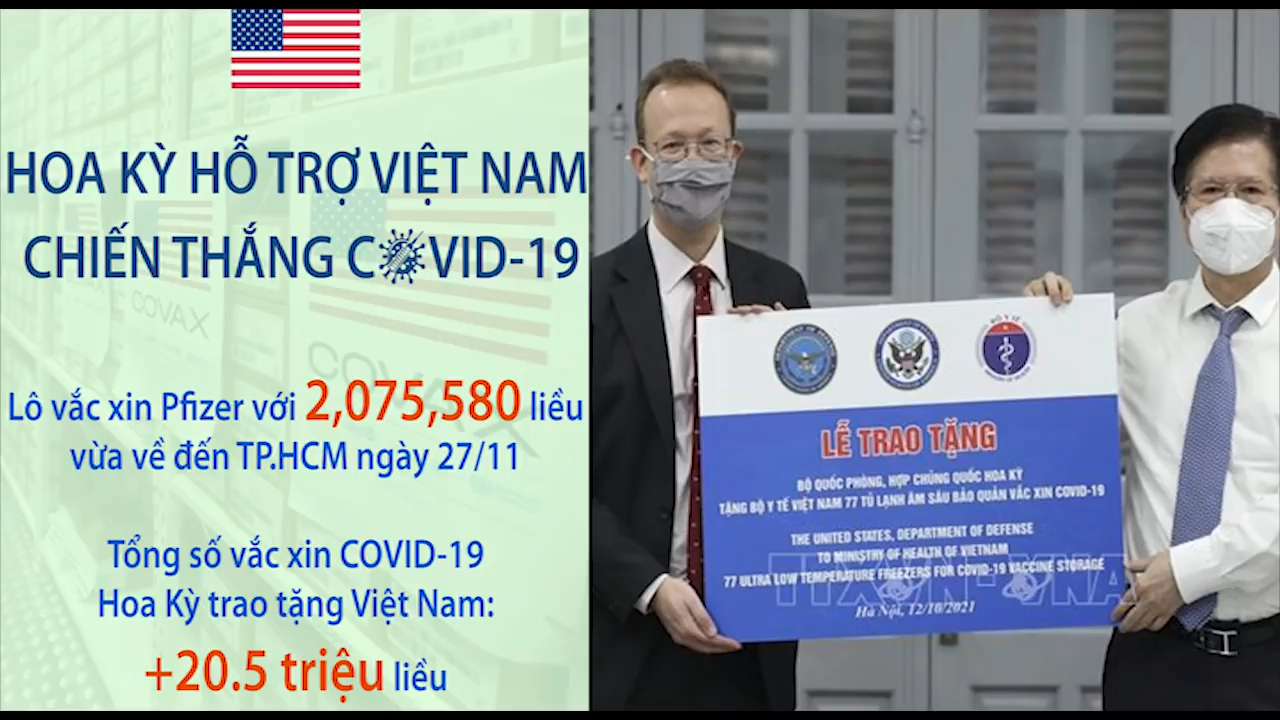 HOA KỲ HỖ TRỢ VIỆT NAM
CHIẾN THẮNG COVID-19
COVAX
COVAX
Lô vắc xin Pfizer với 2,075,580 liều
vừa về đến TP.HCM ngày 27/11
Tổng số vắc xin COVID-19
Hoa Kỳ trao tặng Việt Nam:
+20.5 triệu liều
BỘ Y TẾ
LỄ TRAO TẶNG
BỘ QUỐC PHÒNG, HỢP CHỦNG QUỐC HOA KỲ
TẶNG BỘ Y TẾ VIỆT NAM 77 TỦ LẠNH ÂM SÂU BẢO QUẢN VẮC XIN COVID-19
THE UNITED STATES, DEPARTMENT OF DEFENSE
TO MINISTRY OF HEALTH OF VIETNAM
77 ULTRA LOW TEMPERATURE FREEZERS FOR COVID-19 VACCINE STORAGE
Hà Nội, 12/10/2021